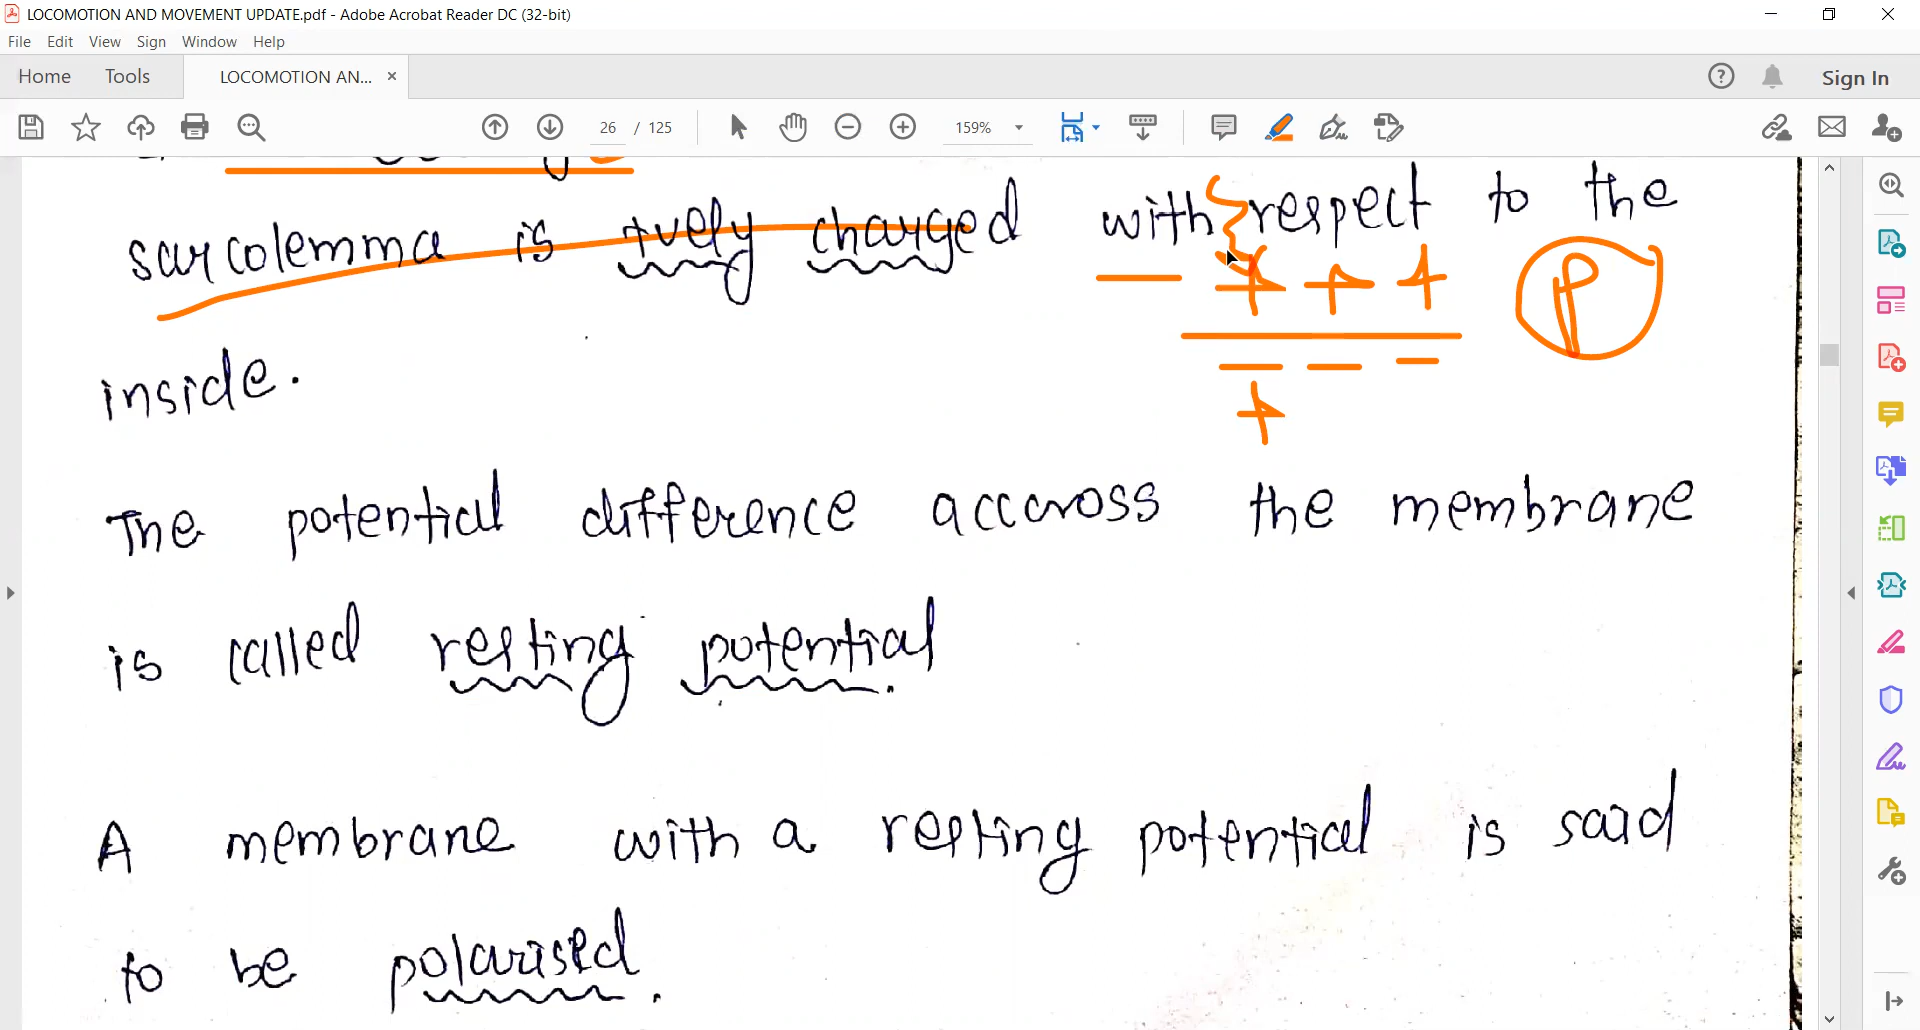 LOCOMOTION AND MOVEMENT UPDATE.pdf - Adobe Acrobat Reader DC (32-bit)
File Edit View Sign Window Help
Home Tools LOCOMOTION AN... × Sign In
26 / 125 159%
sarcolemma is +vely charged with respect to the
— + + + P
— — —
+
inside.
The potential difference accross the membrane
is called resting potential.
A membrane with a resting potential is said
to be polarised.